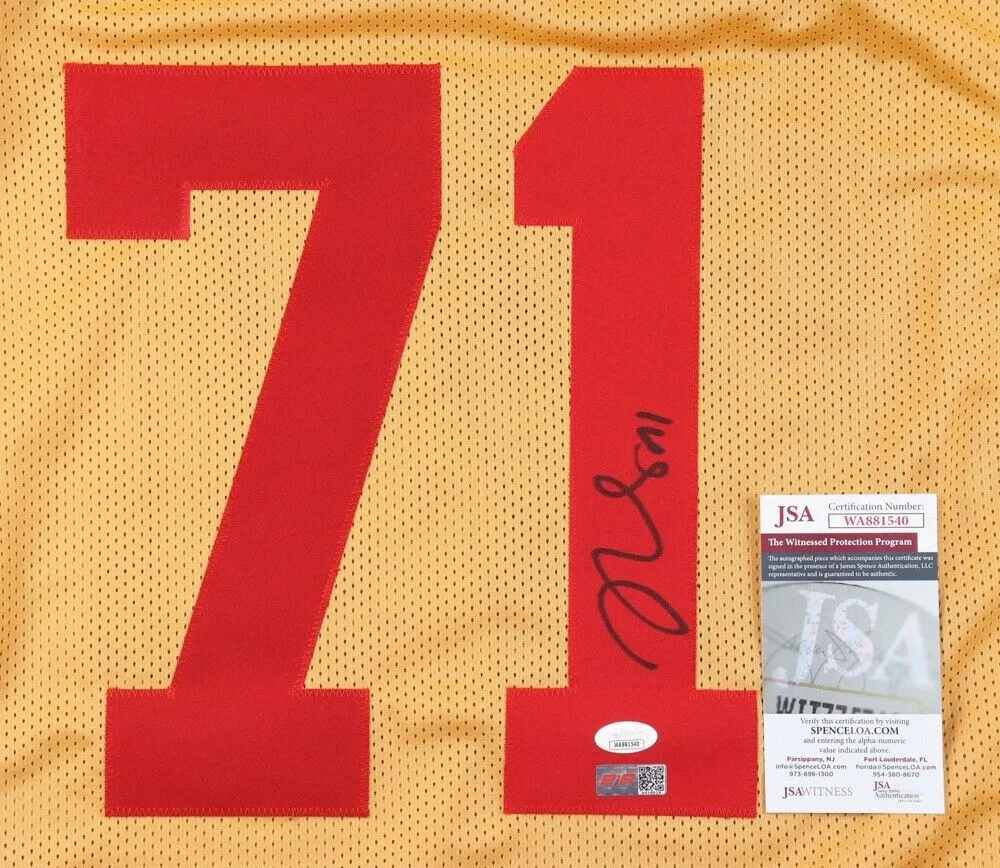 71
WA881540
JSA
Certification Number:
WA881540
The Witnessed Protection Program
The autographed piece which accompanies this certificate was
signed in the presence of a James Spence Authentication, LLC
representative and is guaranteed to be authentic.
JSA
Verify this certification by visiting
SPENCELOA.COM
and entering the alpha-numeric
value indicated above.
Parsippany, NJ Fort Lauderdale, FL
info@SpenceLOA.com florida@SpenceLOA.com
973-898-1300 954-380-8670
JSAWITNESS JSA
Authentication